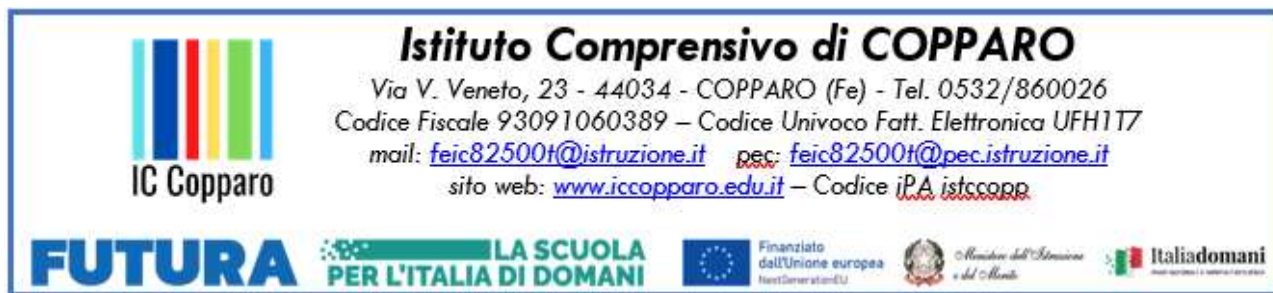 Istituto Comprensivo di COPPARO
Via V. Veneto, 23 - 44034 - COPPARO (Fe) - Tel. 0532/860026
Codice Fiscale 93091060389 – Codice Univoco Fatt. Elettronica UFH1T7
mail: feic82500t@istruzione.it pec: feic82500t@pec.istruzione.it
sito web: www.iccopparo.edu.it – Codice iPA istccopp
IC Copparo
FUTURA
LA SCUOLA
PER L'ITALIA DI DOMANI
Finanziato
dall'Unione europea
NextGenerationEU
Ministero dell'Istruzione
e del Merito
Italiadomani